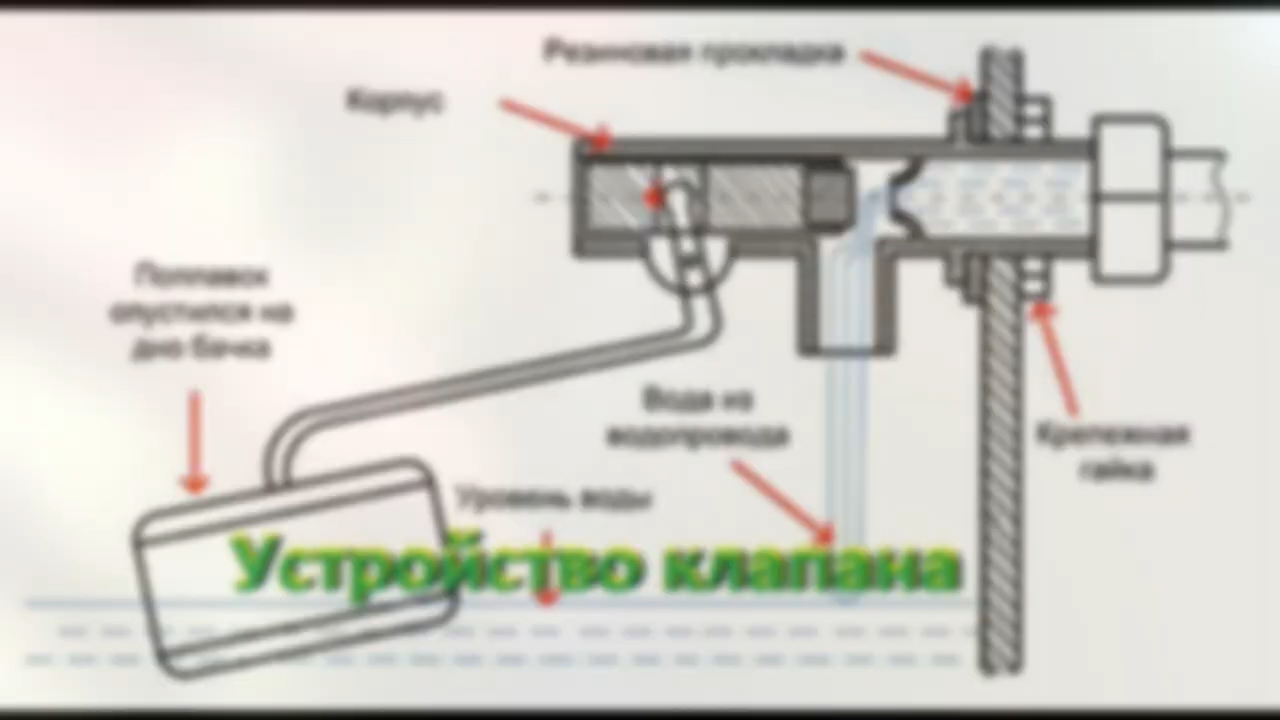 Резиновая прокладка
Корпус
Поплавок
опустился на
дно бачка
Вода из
водопровода
Крепежная
гайка
Уровень воды
Устройство клапана